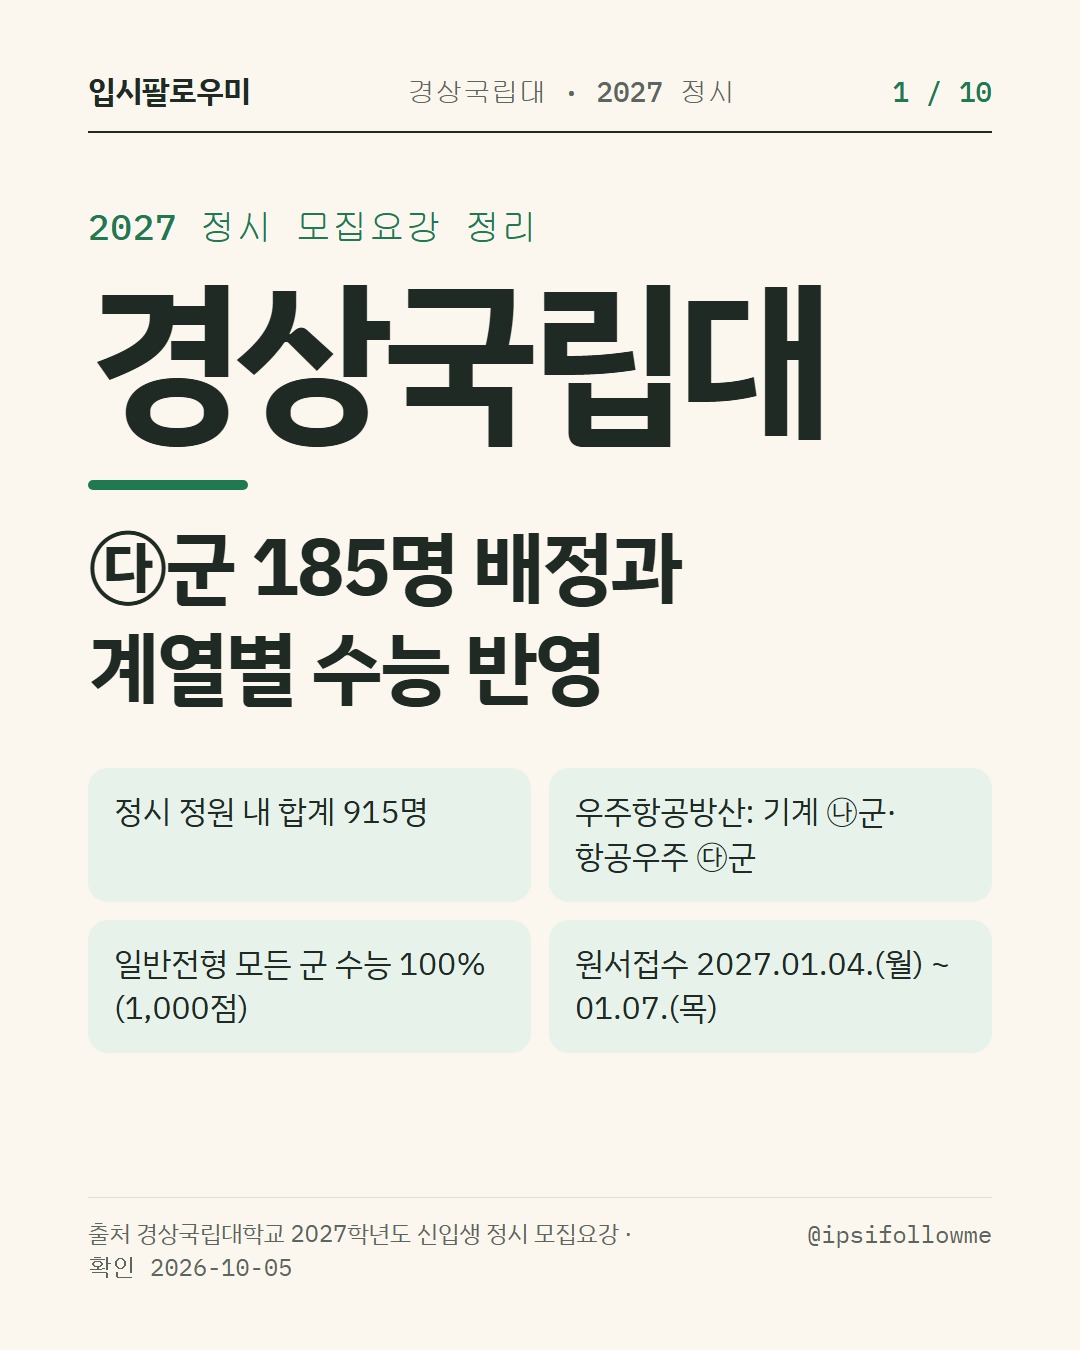 입시팔로우미
경상국립대 · 2027 정시
1 / 10
2027 정시 모집요강 정리
경상국립대
㉰군 185명 배정과
계열별 수능 반영
정시 정원 내 합계 915명
우주항공방산: 기계 ㉯군·
항공우주 ㉰군
일반전형 모든 군 수능 100%
(1,000점)
원서접수 2027.01.04.(월) ~
01.07.(목)
출처 경상국립대학교 2027학년도 신입생 정시 모집요강 ·
확인 2026-10-05
@ipsifollowme